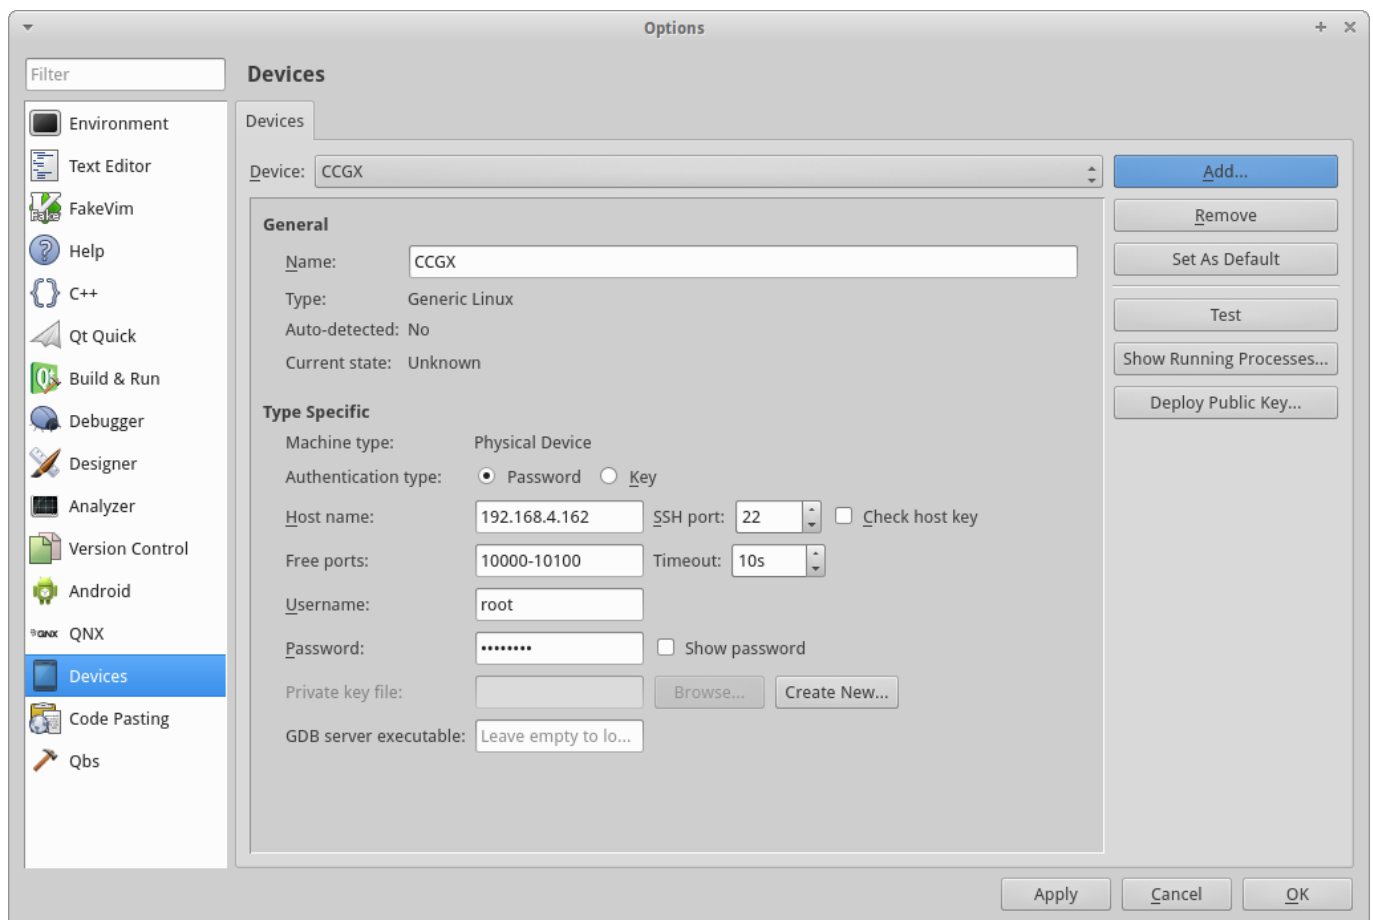 Options
Filter
Devices
Environment
Text Editor
FakeVim
Help
C++
Qt Quick
Build & Run
Debugger
Designer
Analyzer
Version Control
Android
QNX
Devices
Code Pasting
Qbs
Devices
Device: CCGX
Add...
Remove
Set As Default
Test
Show Running Processes...
Deploy Public Key...
General
Name: CCGX
Type: Generic Linux
Auto-detected: No
Current state: Unknown
Type Specific
Machine type: Physical Device
Authentication type: Password Key
Host name: 192.168.4.162 SSH port: 22 Check host key
Free ports: 10000-10100 Timeout: 10s
Username: root
Password: •••••••• Show password
Private key file: Browse... Create New...
GDB server executable: Leave empty to lo...
Apply Cancel OK